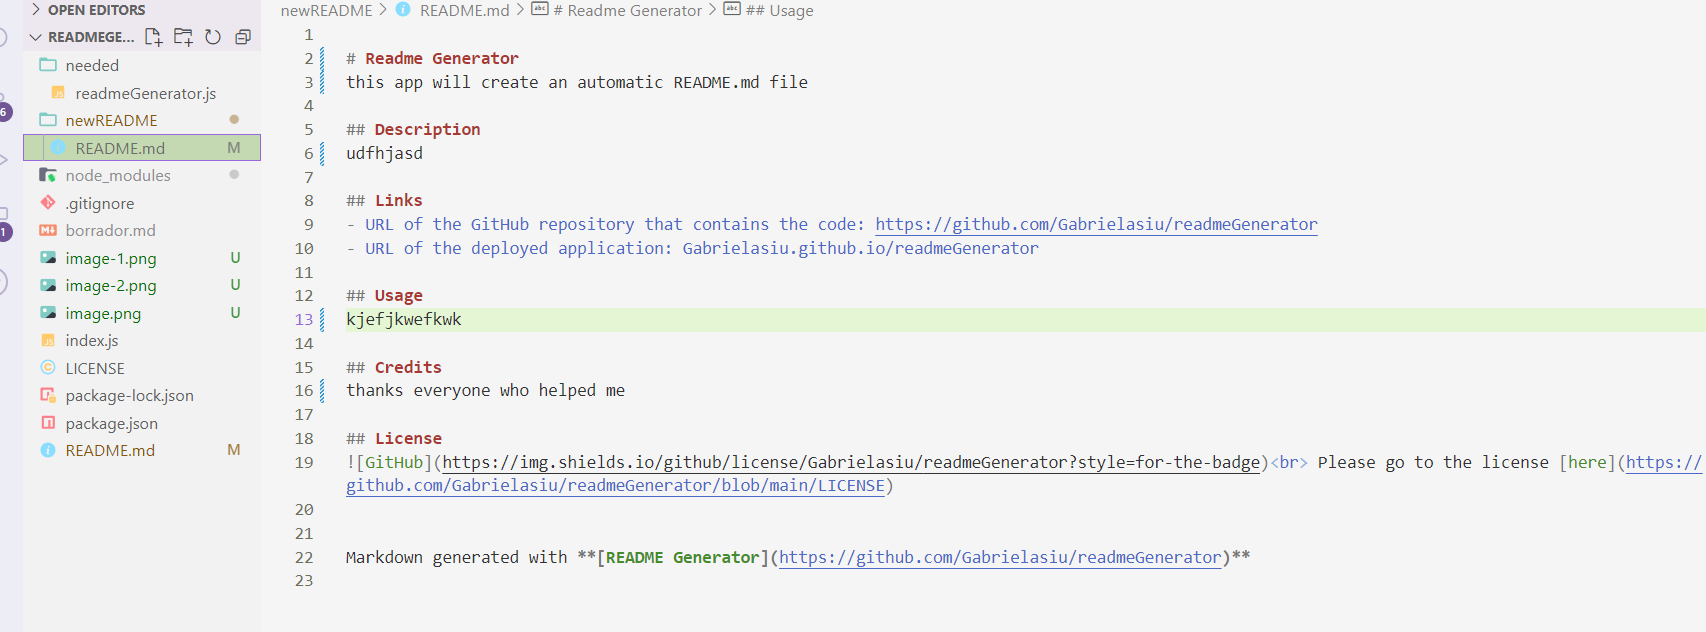 OPEN EDITORS
READMEGE...
needed
readmeGenerator.js
newREADME
README.md M
node_modules
.gitignore
borrador.md
image-1.png U
image-2.png U
image.png U
index.js
LICENSE
package-lock.json
package.json
README.md M
6
1
newREADME > README.md > # Readme Generator > ## Usage
1
2 # Readme Generator
3 this app will create an automatic README.md file
4
5 ## Description
6 udfhjasd
7
8 ## Links
9 - URL of the GitHub repository that contains the code: https://github.com/Gabrielasiu/readmeGenerator
10 - URL of the deployed application: Gabrielasiu.github.io/readmeGenerator
11
12 ## Usage
13 kjefjkwefkwk
14
15 ## Credits
16 thanks everyone who helped me
17
18 ## License
19 ![GitHub](https://img.shields.io/github/license/Gabrielasiu/readmeGenerator?style=for-the-badge)<br> Please go to the license [here](https://
github.com/Gabrielasiu/readmeGenerator/blob/main/LICENSE)
20
21
22 Markdown generated with **[README Generator](https://github.com/Gabrielasiu/readmeGenerator)**
23